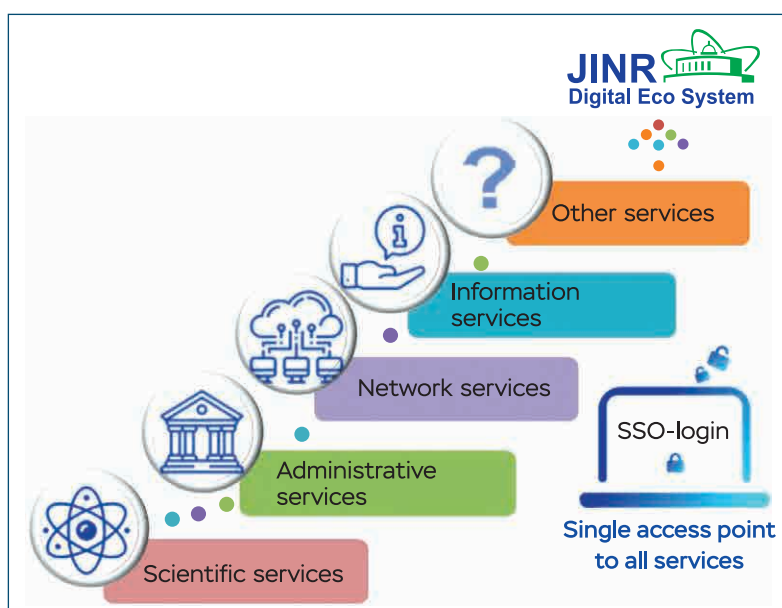 JINR
Digital Eco System
?
Other services
i
Information
services
Network services
SSO-login
Administrative
services
Single access point
to all services
Scientific services